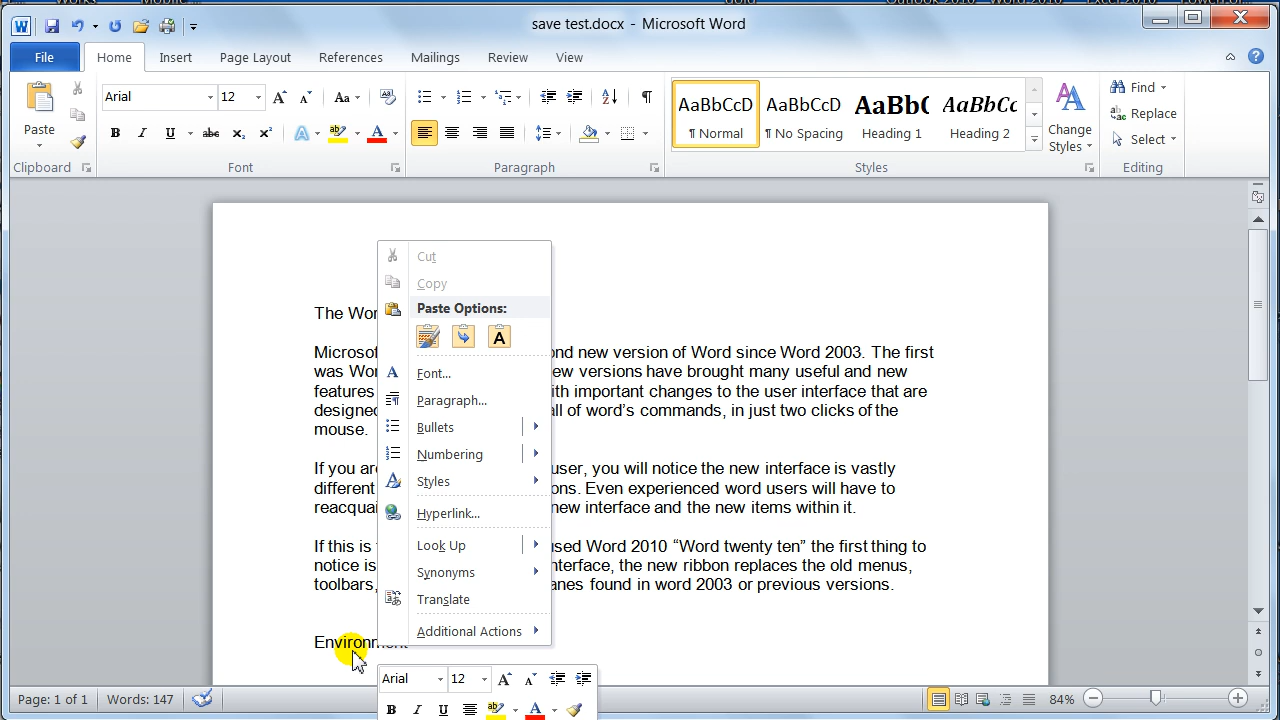 save test.docx - Microsoft Word
File Home Insert Page Layout References Mailings Review View
Paste
Clipboard
Arial 12
Font
Paragraph
AaBbCcD AaBbCcD AaBbC AaBbCc
¶ Normal ¶ No Spacing Heading 1 Heading 2
Change
Styles
Styles
Find
Replace
Select
Editing
The Wor
Microsof
ond new version of Word since Word 2003. The first
was Wor
ew versions have brought many useful and new
features
ith important changes to the user interface that are
designed
all of word's commands, in just two clicks of the
mouse.
If you are
user, you will notice the new interface is vastly
different
ons. Even experienced word users will have to
reacquai
new interface and the new items within it.
If this is
used Word 2010 “Word twenty ten” the first thing to
notice is
nterface, the new ribbon replaces the old menus,
toolbars,
anes found in word 2003 or previous versions.
Environment
Cut
Copy
Paste Options:
Font...
Paragraph...
Bullets
Numbering
Styles
Hyperlink...
Look Up
Synonyms
Translate
Additional Actions
Arial 12
Page: 1 of 1 Words: 147 84%